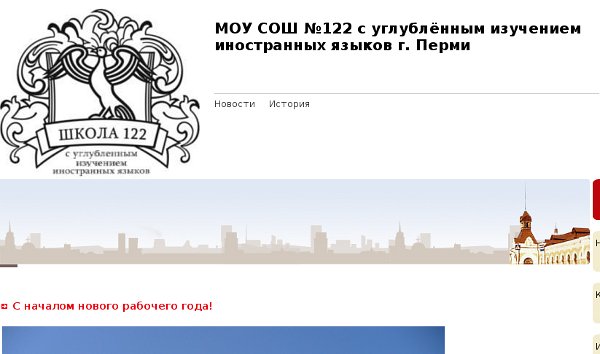 МОУ СОШ №122 с углублённым изучением
иностранных языков г. Перми
Новости История
ШКОЛА 122
с углубленным
изучением
иностранных языков
С началом нового рабочего года!